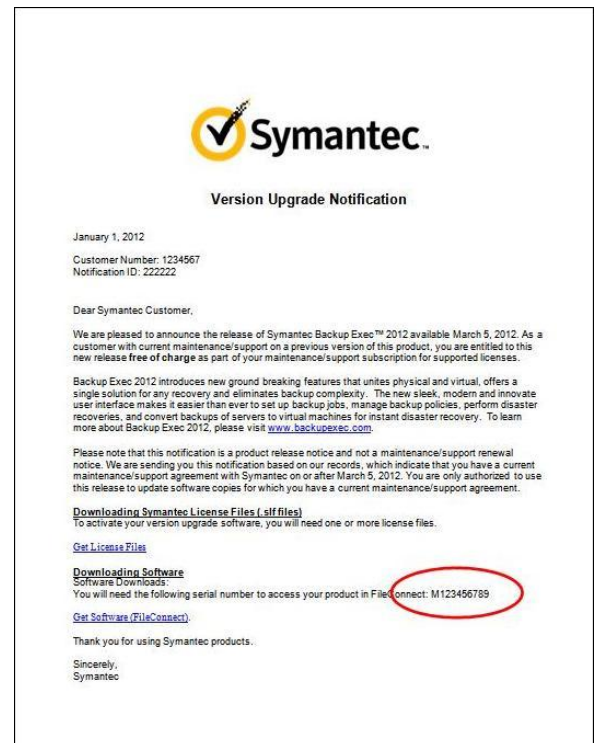 Symantec.
Version Upgrade Notification
January 1, 2012
Customer Number: 1234567
Notification ID: 222222
Dear Symantec Customer,
We are pleased to announce the release of Symantec Backup Exec™ 2012 available March 5, 2012. As a
customer with current maintenance/support on a previous version of this product, you are entitled to this
new release free of charge as part of your maintenance/support subscription for supported licenses.
Backup Exec 2012 introduces new ground breaking features that unites physical and virtual, offers a
single solution for any recovery and eliminates backup complexity. The new sleek, modern and innovate
user interface makes it easier than ever to set up backup jobs, manage backup policies, perform disaster
recoveries, and convert backups of servers to virtual machines for instant disaster recovery. To learn
more about Backup Exec 2012, please visit www.backupexec.com.
Please note that this notification is a product release notice and not a maintenance/support renewal
notice. We are sending you this notification based on our records, which indicate that you have a current
maintenance/support agreement with Symantec on or after March 5, 2012. You are only authorized to use
this release to update software copies for which you have a current maintenance/support agreement.
Downloading Symantec License Files (.slf files)
To activate your version upgrade software, you will need one or more license files.
Get License Files
Downloading Software
Software Downloads:
You will need the following serial number to access your product in FileConnect: M123456789
Get Software (FileConnect).
Thank you for using Symantec products.
Sincerely,
Symantec